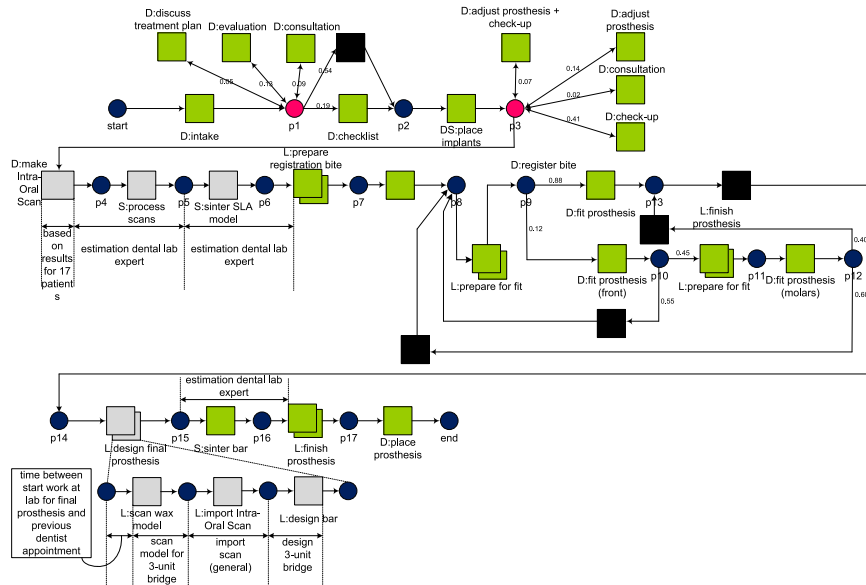 D:discuss
treatment plan
D:evaluation
D:consultation
D:adjust prosthesis +
check-up
D:adjust
prosthesis
D:consultation
D:check-up
0.05
0.13
0.09
0.54
0.19
0.07
0.14
0.02
0.41
start
D:intake
p1
D:checklist
p2
DS:place
implants
p3
D:make
Intra-
Oral
Scan
p4
S:process
scans
p5
S:sinter SLA
model
p6
L:prepare
registration bite
p7
D:register bite
p8
L:prepare for fit
p9
0.88
0.12
D:fit prosthesis
p13
L:finish
prosthesis
D:fit prosthesis
(front)
p10
0.45
0.55
L:prepare for fit
p11
D:fit prosthesis
(molars)
p12
0.40
based on
results
for 17
patient
s
estimation dental lab
expert
estimation dental lab
expert
estimation dental lab
expert
p14
L:design final
prosthesis
p15
S:sinter bar
p16
L:finish
prosthesis
p17
D:place
prosthesis
end
time between
start work at
lab for final
prosthesis and
previous
dentist
appointment
L:scan wax
model
L:import Intra-
Oral Scan
L:design bar
scan
model for
3-unit
bridge
import
scan
(general)
design
3-unit
bridge